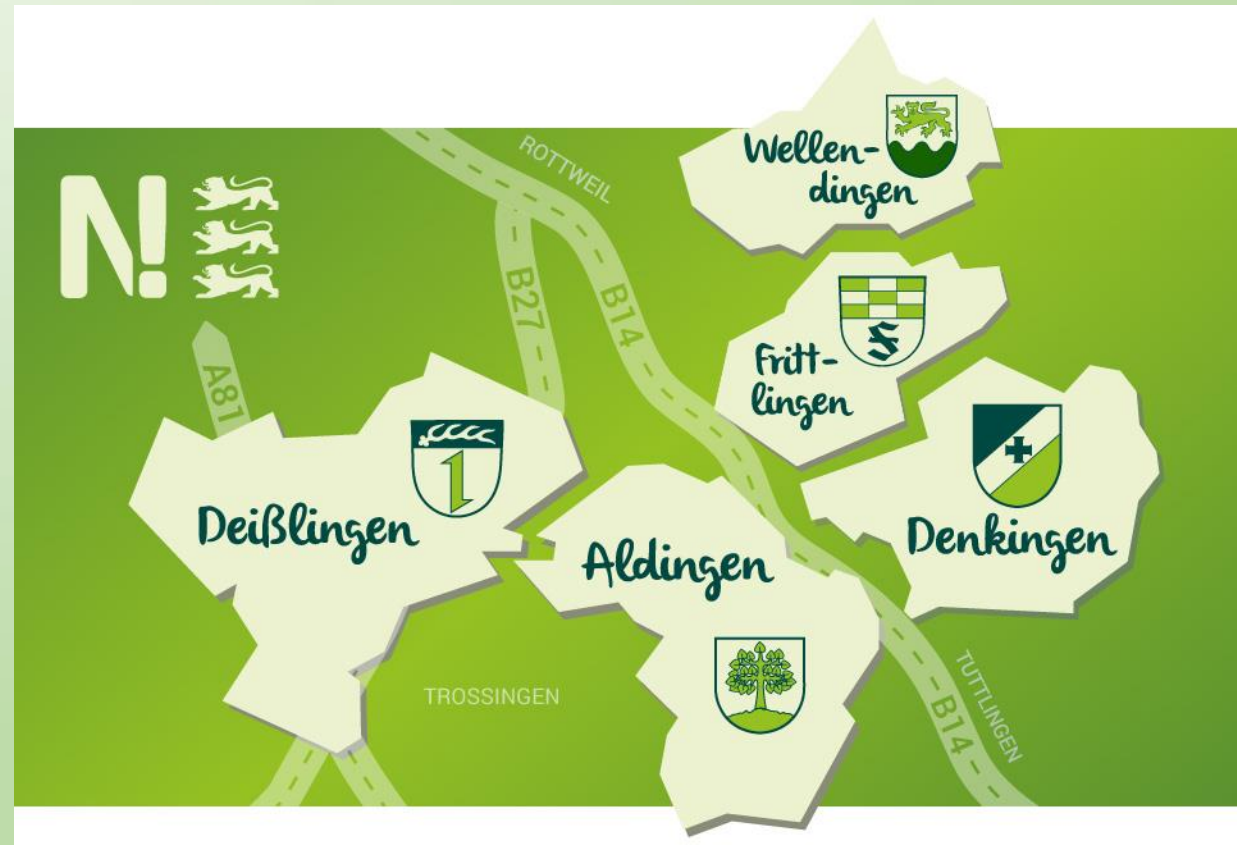 Wellen-
dingen
ROTTWEIL
N!
B27
B14
A81
Fritt-
lingen
Deißlingen
Aldingen
Denkingen
TROSSINGEN
TUTTLINGEN
B14